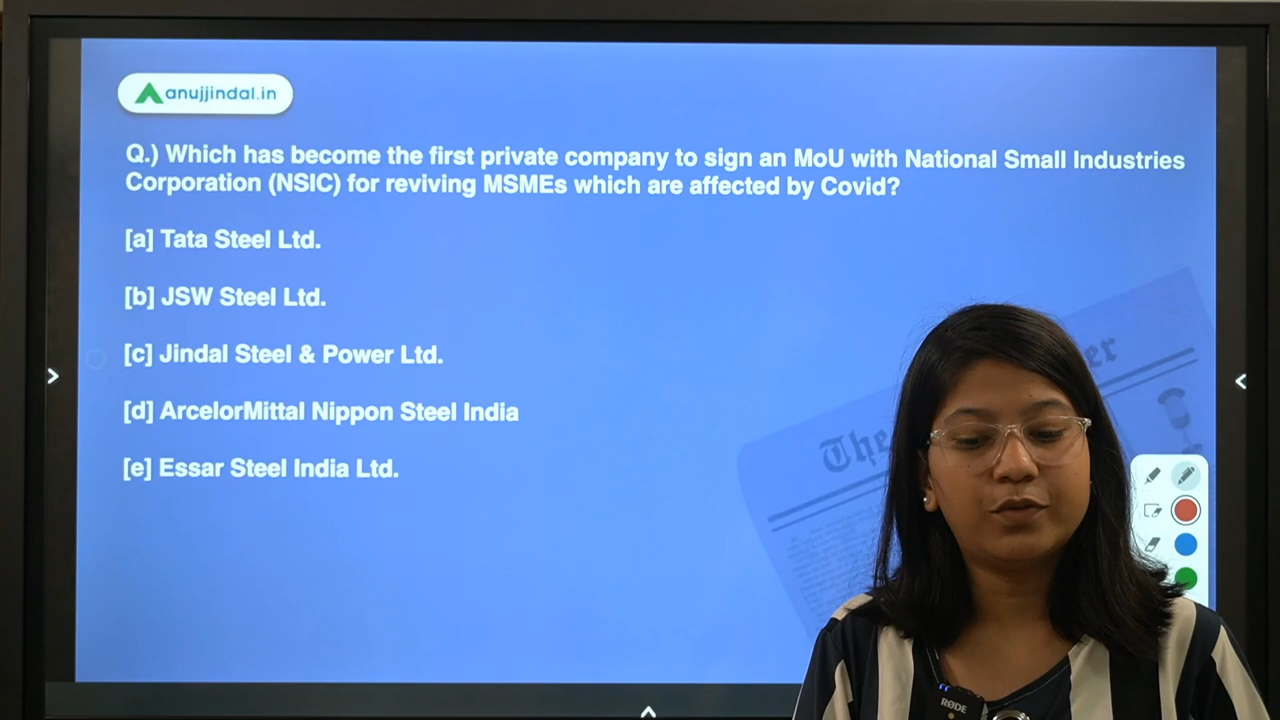 anujjindal.in
Q.) Which has become the first private company to sign an MoU with National Small Industries
Corporation (NSIC) for reviving MSMEs which are affected by Covid?
[a] Tata Steel Ltd.
[b] JSW Steel Ltd.
[c] Jindal Steel & Power Ltd.
[d] ArcelorMittal Nippon Steel India
[e] Essar Steel India Ltd.
The
er
RØDE